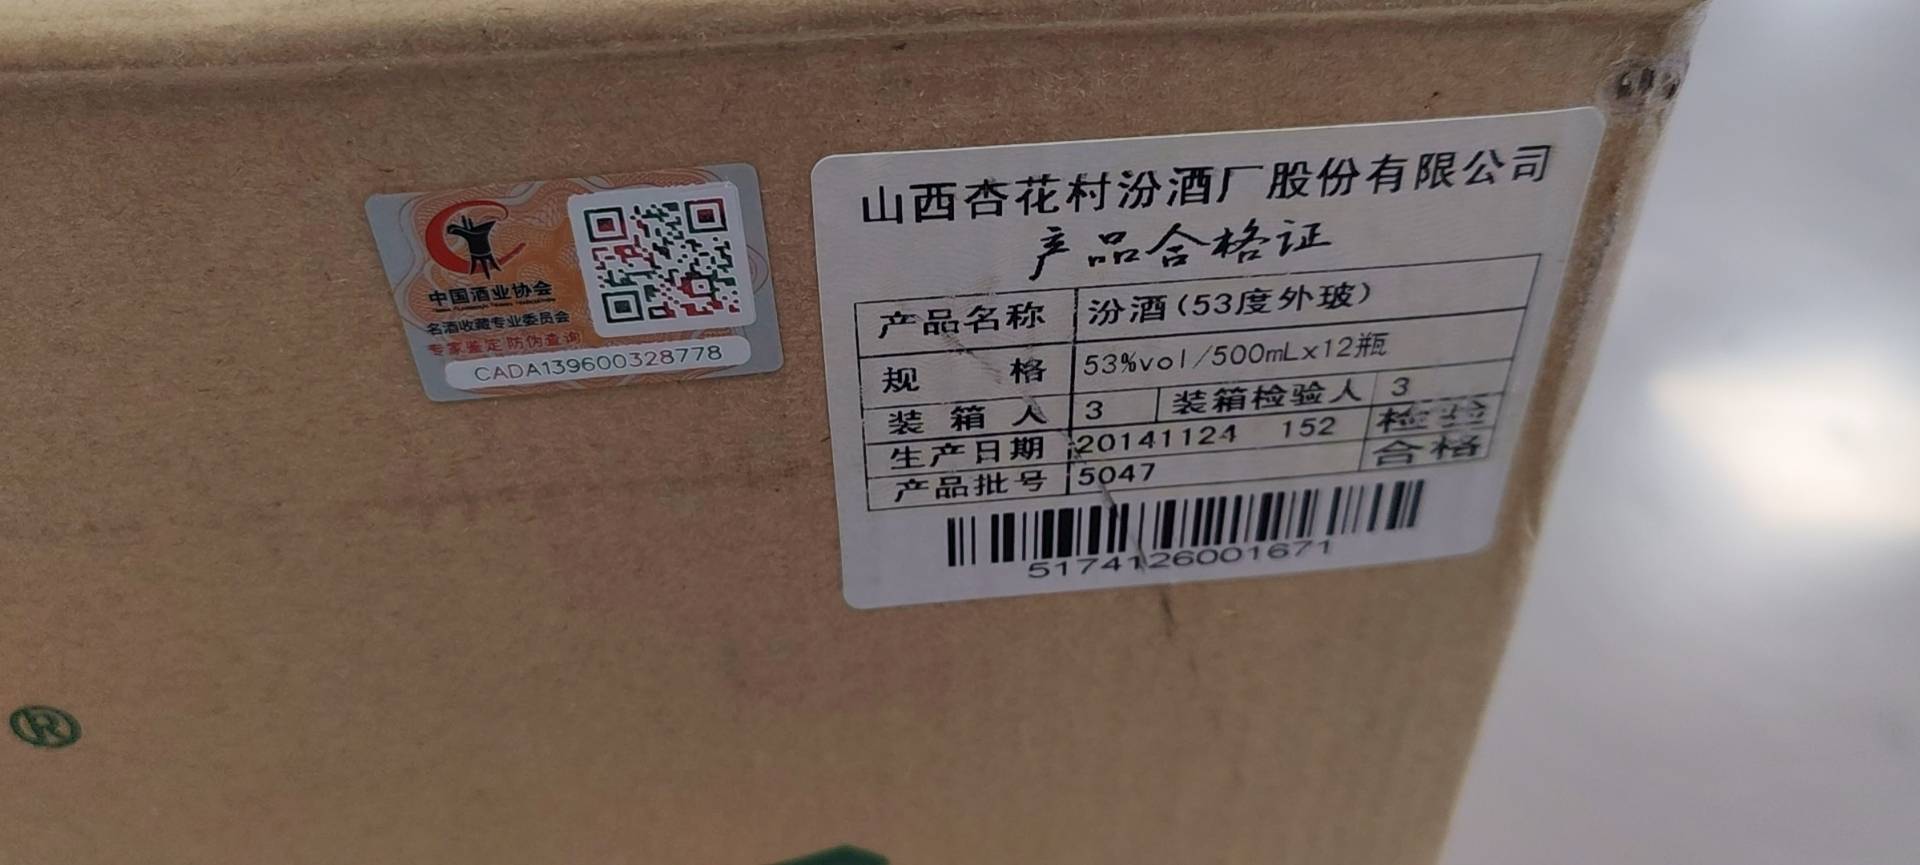 中国酒业协会
名酒收藏专业委员会
专家鉴定 防伪查询
CADA139600328778
山西杏花村汾酒厂股份有限公司
产品合格证
产品名称 汾酒(53度外玻)
规 格 53%vol/500mLx12瓶
装 箱 人 3 装箱检验人 3
生产日期 20141124 152 检验
产品批号 5047 合格
5174126001671
®